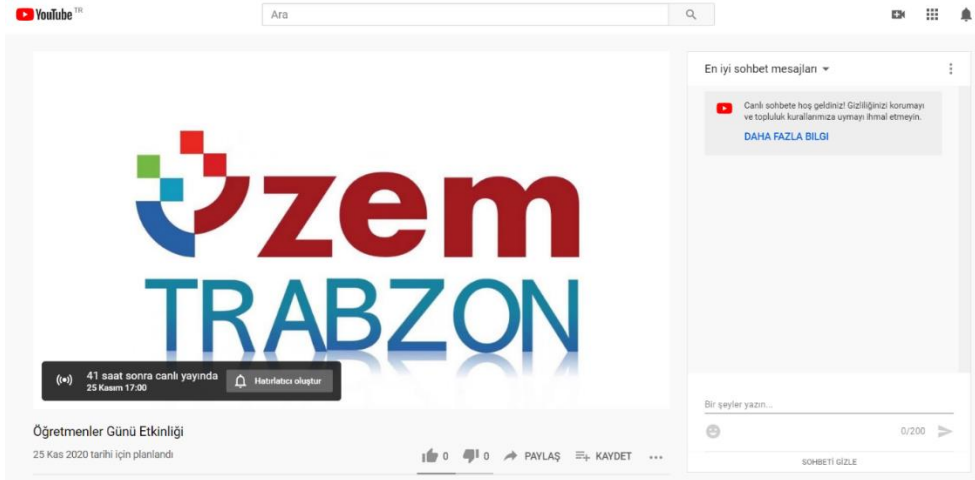 YouTube TR
Ara
En iyi sohbet mesajları
Canlı sohbete hoş geldiniz! Gizliliğinizi korumayı
ve topluluk kurallarımıza uymayı ihmal etmeyin.
DAHA FAZLA BILGI
üzem
TRABZON
41 saat sonra canlı yayında
25 Kasım 17:00
Hatırlatıcı oluştur
Bir şeyler yazın...
0/200
SOHBETİ GİZLE
Öğretmenler Günü Etkinliği
25 Kas 2020 tarihi için planlandı
0 0 PAYLAŞ KAYDET